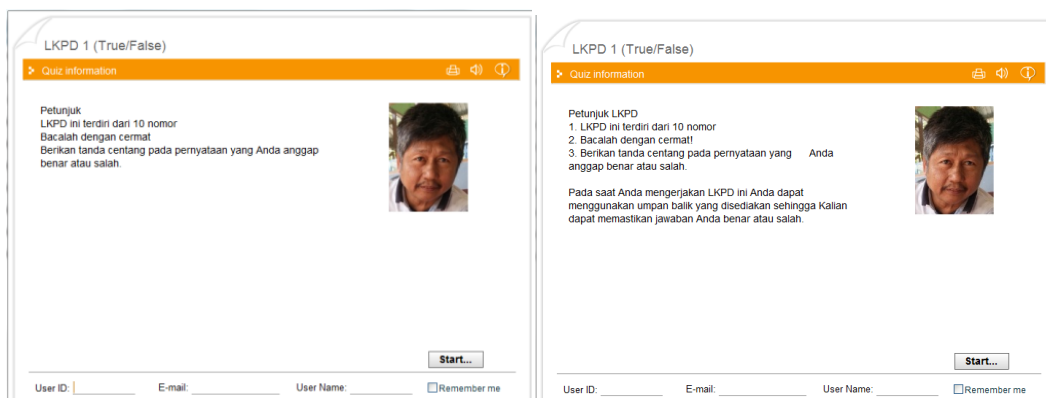 LKPD 1 (True/False)
Quiz information
Petunjuk
LKPD ini terdiri dari 10 nomor
Bacalah dengan cermat
Berikan tanda centang pada pernyataan yang Anda anggap
benar atau salah.
Start...
User ID:
E-mail:
User Name:
Remember me
LKPD 1 (True/False)
Quiz information
Petunjuk LKPD
1. LKPD ini terdiri dari 10 nomor
2. Bacalah dengan cermat!
3. Berikan tanda centang pada pernyataan yang Anda
anggap benar atau salah.
Pada saat Anda mengerjakan LKPD ini Anda dapat
menggunakan umpan balik yang disediakan sehingga Kalian
dapat memastikan jawaban Anda benar atau salah.
Start...
User ID:
E-mail:
User Name:
Remember me